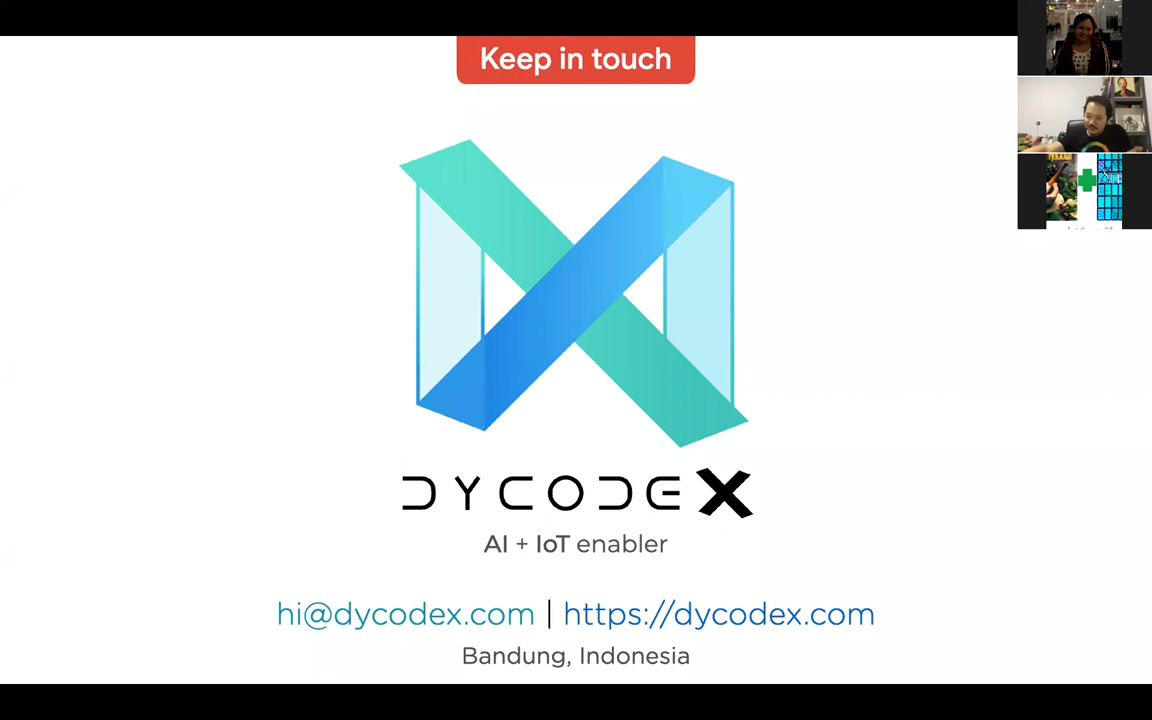 Keep in touch
DYCODEX
AI + IoT enabler
hi@dycodex.com | https://dycodex.com
Bandung, Indonesia